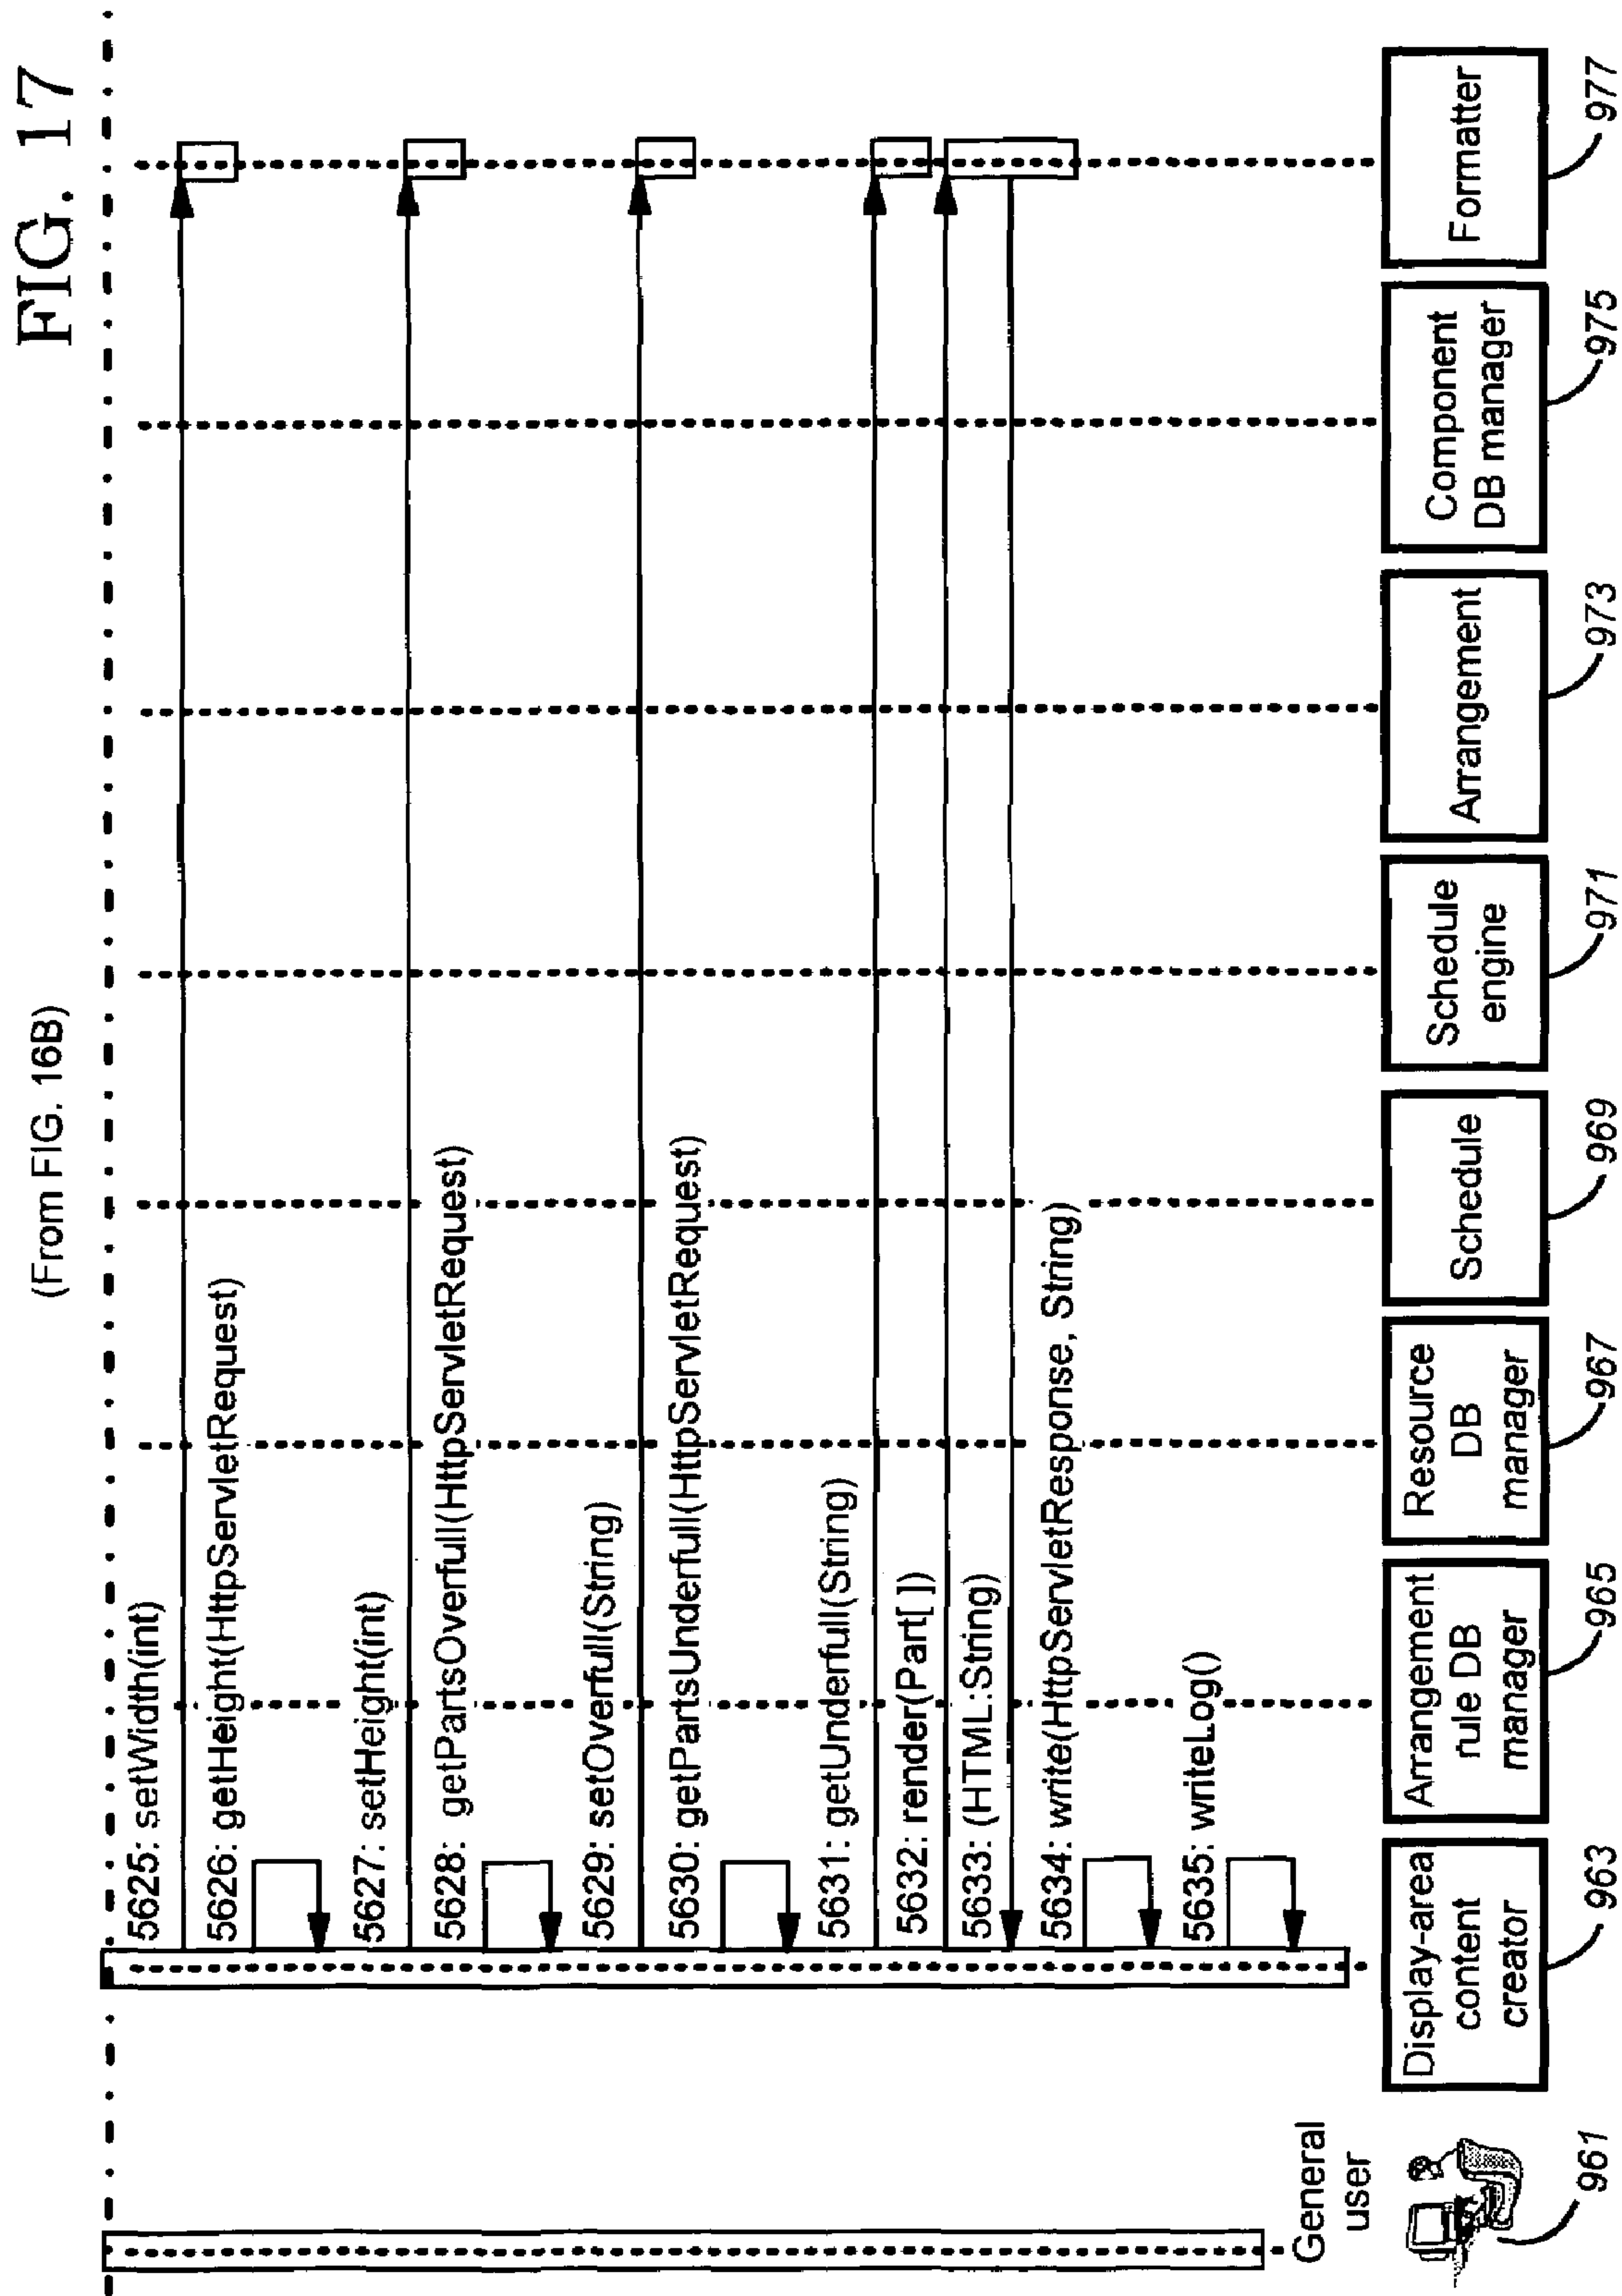 FIG. 17
(From FIG. 16B)
5625: setWidth(int)
5626: getHeight(HttpServletRequest)
5627: setHeight(int)
5628: getPartsOverfull(HttpServletRequest)
5629: setOverfull(String)
5630: getPartsUnderfull(HttpServletRequest)
5631: getUnderfull(String)
5632: render(Part[ ])
5633: (HTML:String)
5634: write(HttpServletResponse, String)
5635: writeLog()
General
user
961
Display-area
content
creator
963
Arrangement
rule DB
manager
965
Resource
DB
manager
967
Schedule
969
Schedule
engine
971
Arrangement
973
Component
DB manager
975
Formatter
977